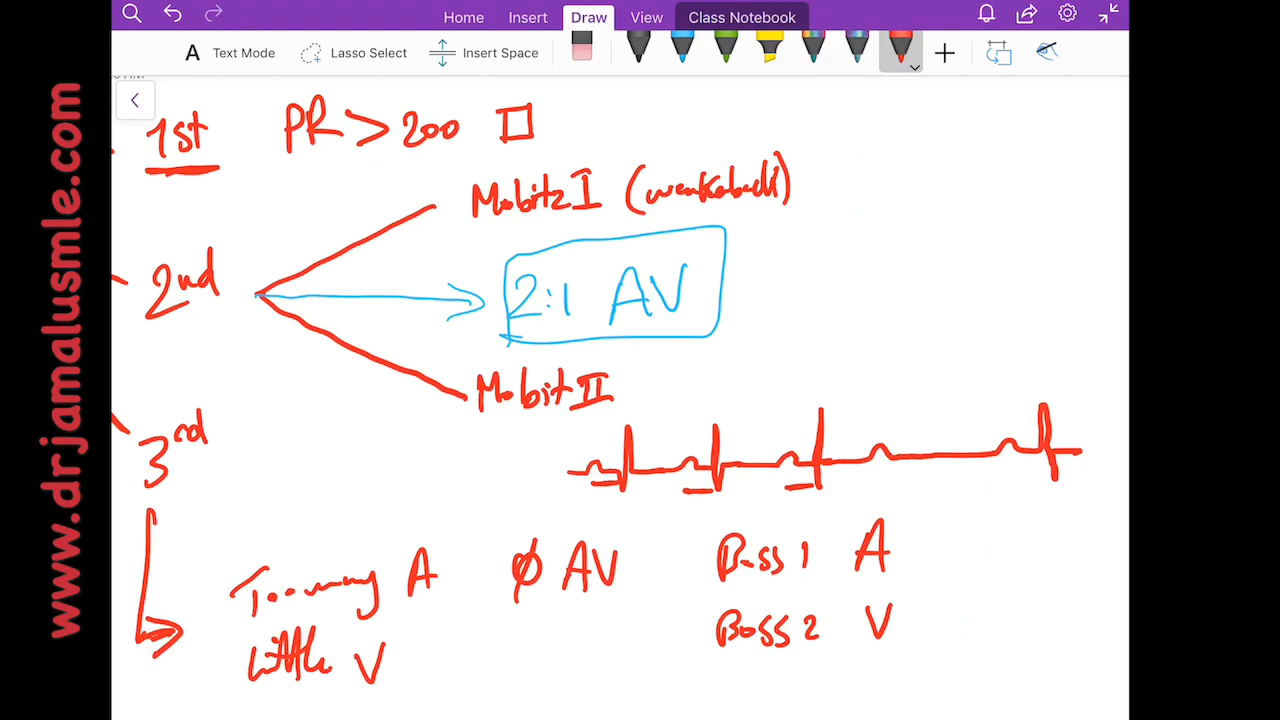 Home Insert Draw View Class Notebook
A Text Mode Lasso Select Insert Space
www.drjamalusmle.com
1st PR > 200
Mobitz I (wenkebach)
2nd
2:1 AV
Mobit II
3rd
A ∅ AV Boss 1 A
Boss 2 V
Little V